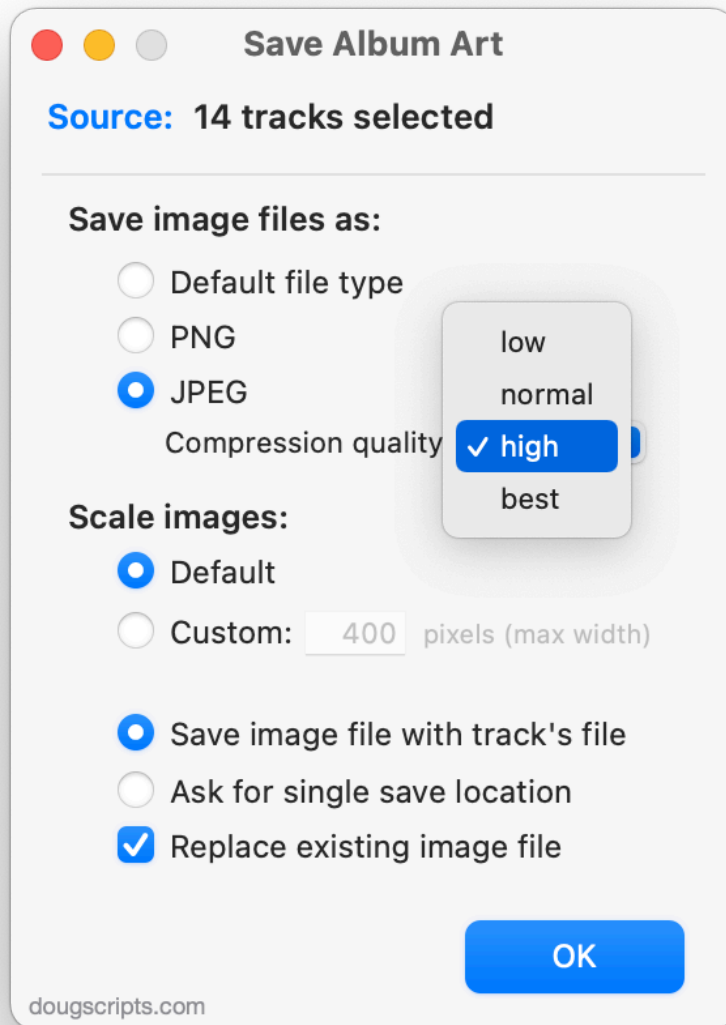 Save Album Art
Source: 14 tracks selected
Save image files as:
Default file type
PNG
JPEG
Compression quality
low
normal
high
best
Scale images:
Default
Custom: 400 pixels (max width)
Save image file with track's file
Ask for single save location
Replace existing image file
OK
dougscripts.com